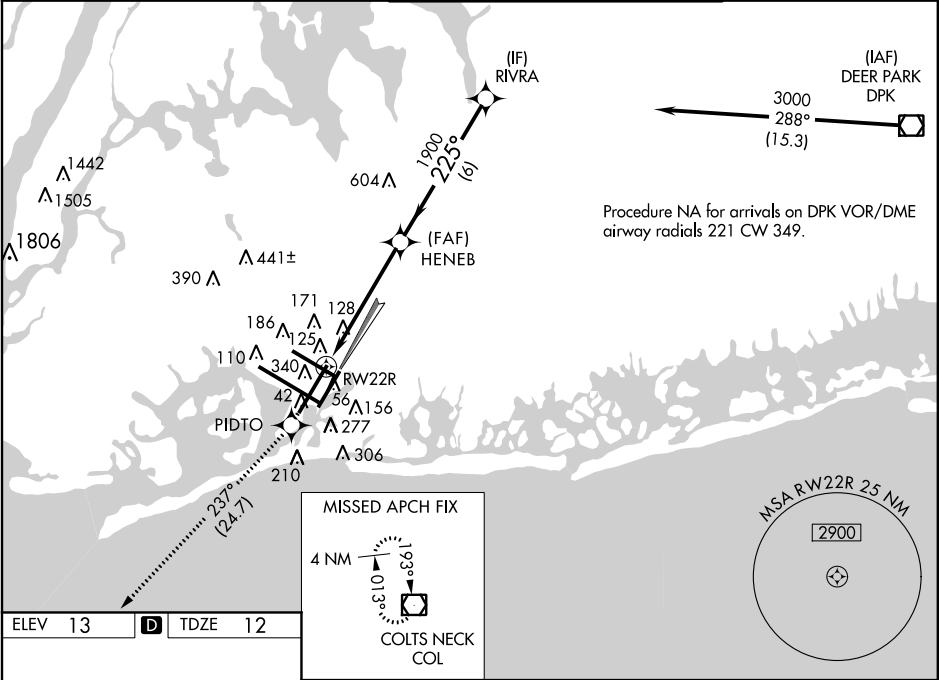 (IF)
RIVRA
(IAF)
DEER PARK
DPK
3000
288°
(15.3)
1900
225°
(6)
1442
1505
604
Procedure NA for arrivals on DPK VOR/DME
airway radials 221 CW 349.
1806
(FAF)
HENEB
441±
390
171
128
186
125
110
340
RW22R
42
56
156
PIDTO
277
306
210
237°
(24.7)
MISSED APCH FIX
4 NM
193°
013°
COLTS NECK
COL
MSA RW22R 25 NM
2900
ELEV 13
D
TDZE 12